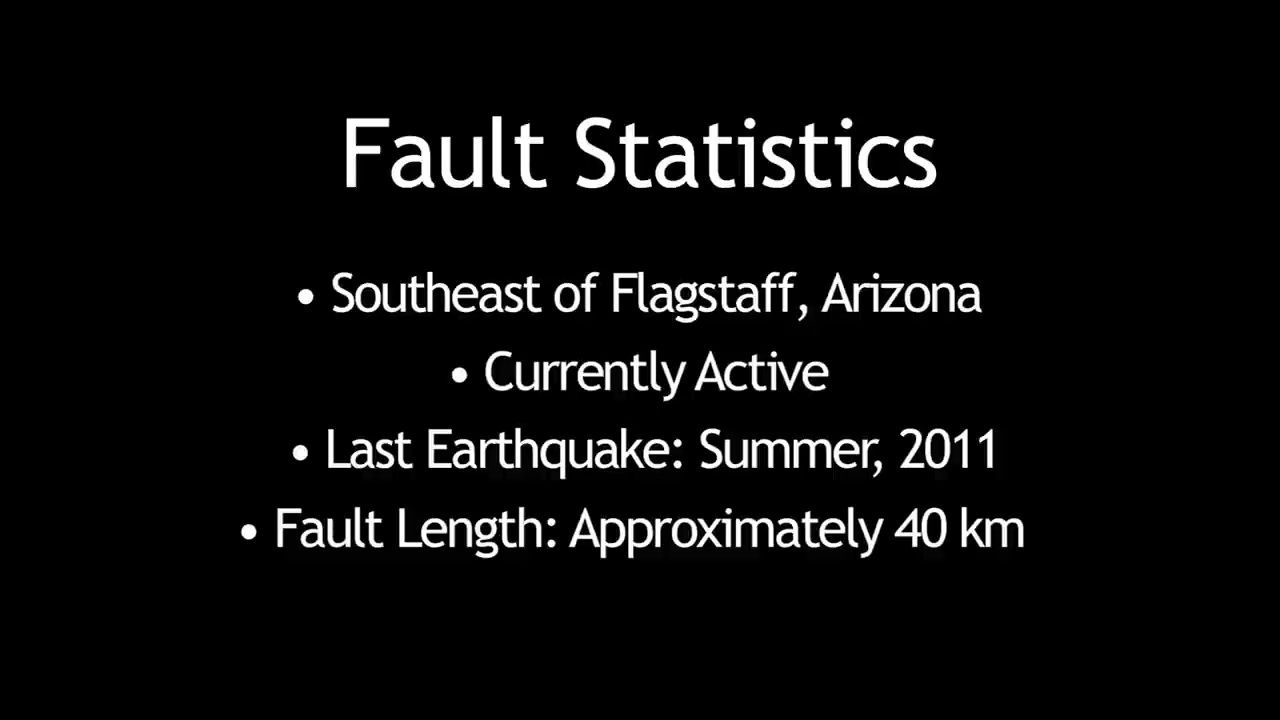 Fault Statistics
• Southeast of Flagstaff, Arizona
• Currently Active
• Last Earthquake: Summer, 2011
• Fault Length: Approximately 40 km